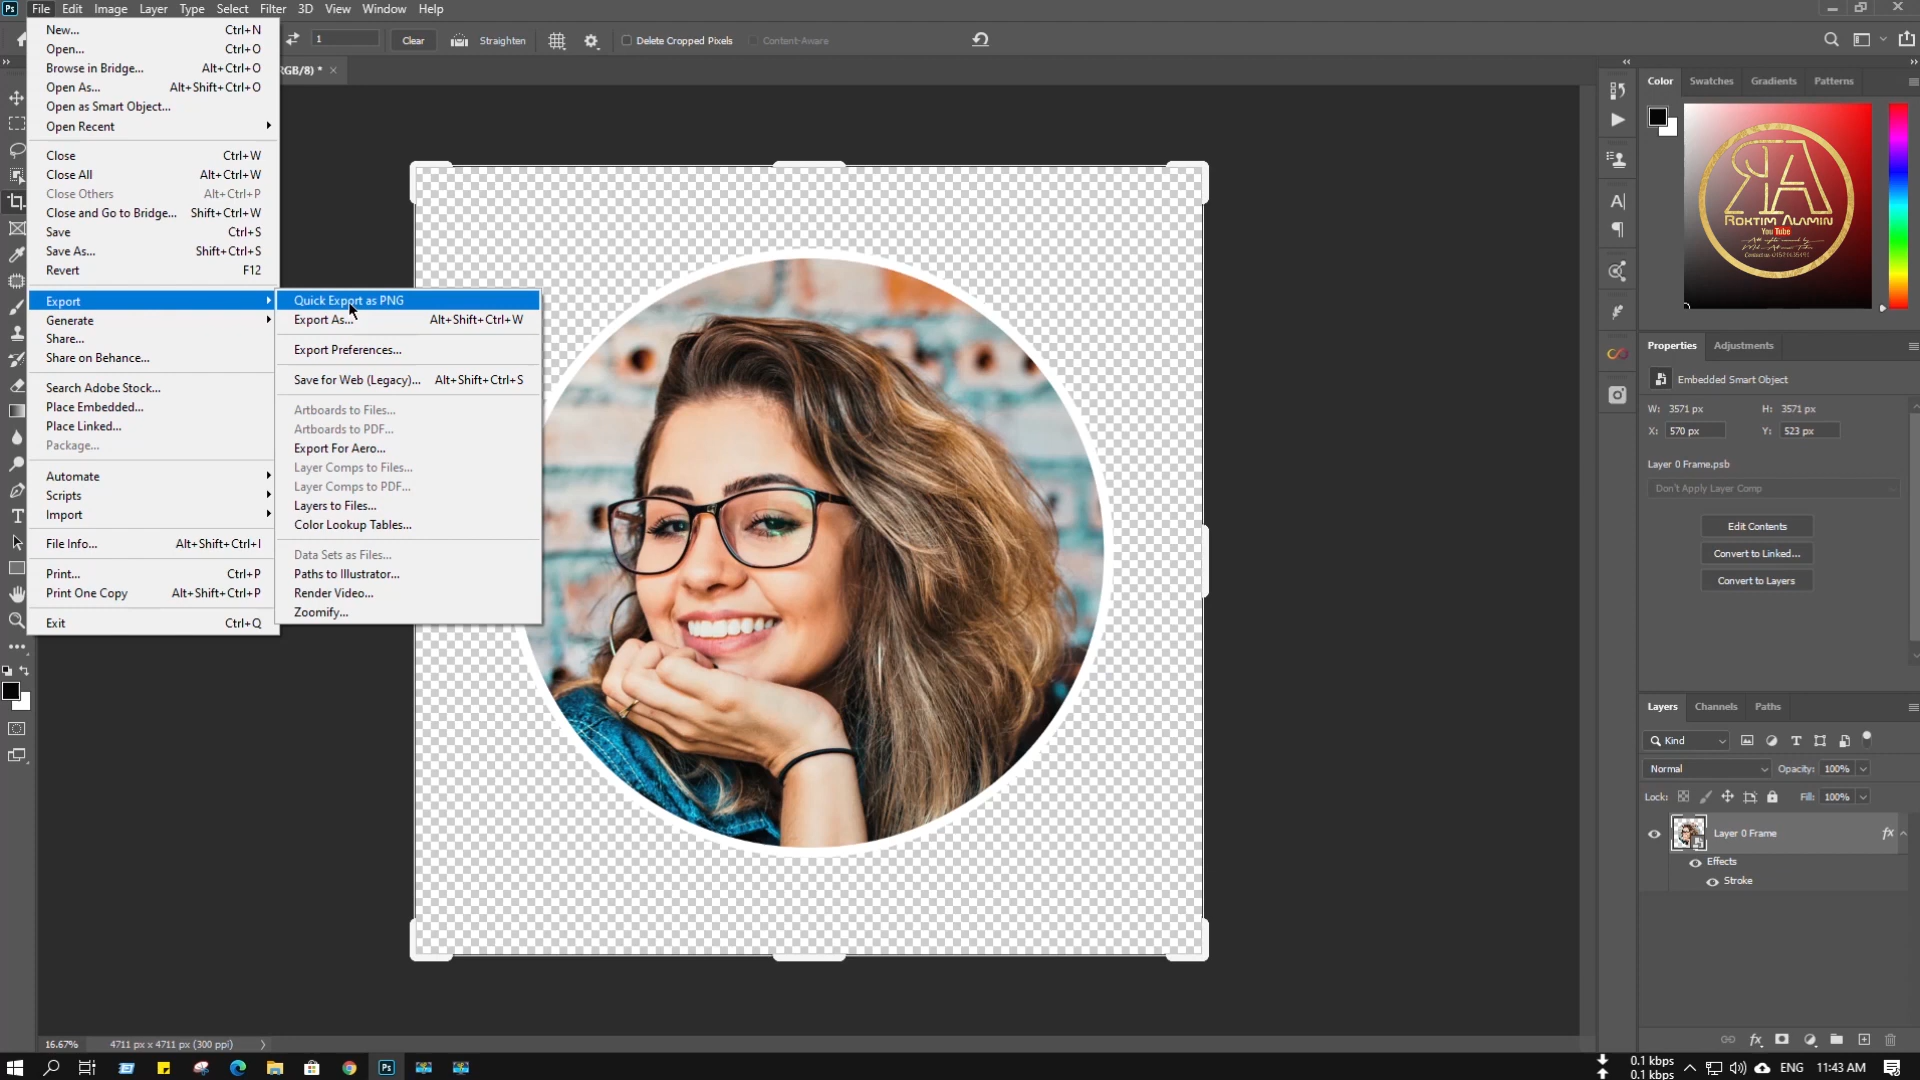 Ps File Edit Image Layer Type Select Filter 3D View Window Help
1 Clear Straighten Delete Cropped Pixels Content-Aware
RGB/8) * ×
New... Ctrl+N
Open... Ctrl+O
Browse in Bridge... Alt+Ctrl+O
Open As... Alt+Shift+Ctrl+O
Open as Smart Object...
Open Recent
Close Ctrl+W
Close All Alt+Ctrl+W
Close Others Alt+Ctrl+P
Close and Go to Bridge... Shift+Ctrl+W
Save Ctrl+S
Save As... Shift+Ctrl+S
Revert F12
Export
Generate
Share...
Share on Behance...
Search Adobe Stock...
Place Embedded...
Place Linked...
Package...
Automate
Scripts
Import
File Info... Alt+Shift+Ctrl+I
Print... Ctrl+P
Print One Copy Alt+Shift+Ctrl+P
Exit Ctrl+Q
Quick Export as PNG
Export As... Alt+Shift+Ctrl+W
Export Preferences...
Save for Web (Legacy)... Alt+Shift+Ctrl+S
Artboards to Files...
Artboards to PDF...
Export For Aero...
Layer Comps to Files...
Layer Comps to PDF...
Layers to Files...
Color Lookup Tables...
Data Sets as Files...
Paths to Illustrator...
Render Video...
Zoomify...
Color Swatches Gradients Patterns
RA
ROKTIM ALAMIN
You Tube
Properties Adjustments
Embedded Smart Object
W: 3571 px H: 3571 px
X: 570 px Y: 523 px
Layer 0 Frame.psb
Don't Apply Layer Comp
Edit Contents
Convert to Linked...
Convert to Layers
Layers Channels Paths
Kind
Normal Opacity: 100%
Lock: Fill: 100%
Layer 0 Frame fx
Effects
Stroke
16.67% 4711 px x 4711 px (300 ppi)
Ps
0.1 kbps
0.1 kbps
ENG 11:43 AM